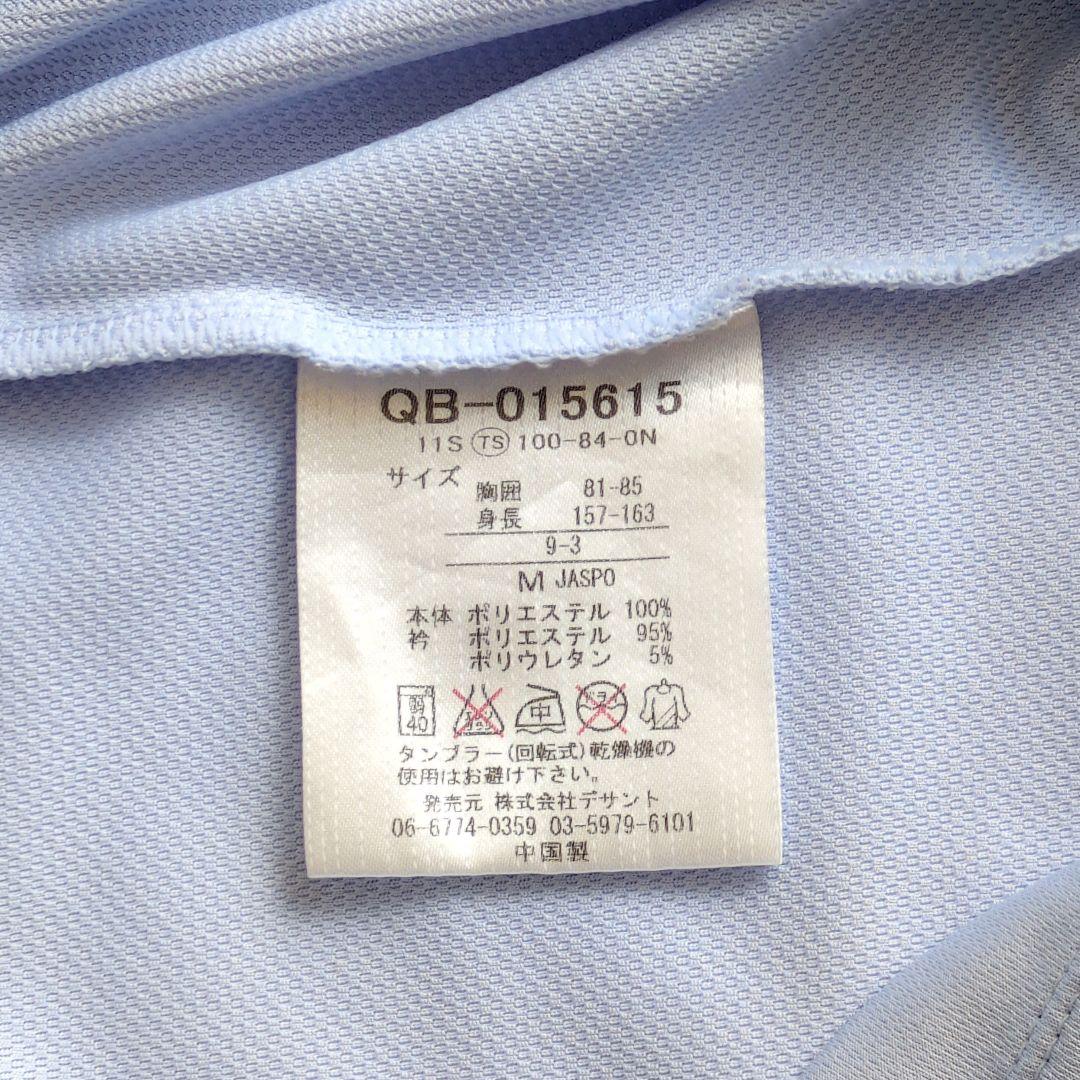 QB-015615
11S TS 100-84-0N
サイズ 胸囲 81-85
身長 157-163
9-3
M JASPO
本体 ポリエステル 100%
衿 ポリエステル 95%
ポリウレタン 5%
弱 40 中
タンブラー(回転式)乾燥機の
使用はお避け下さい。
発売元 株式会社デサント
06-6774-0359 03-5979-6101
中国製